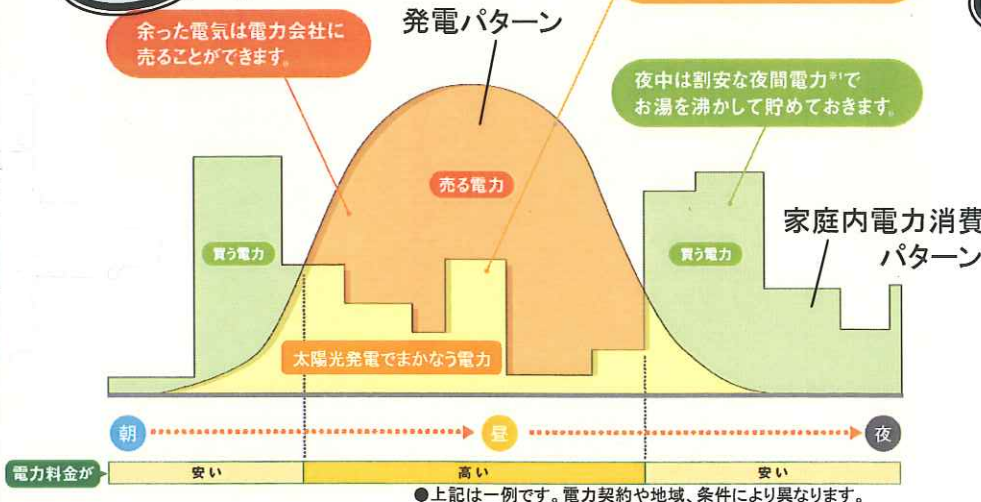 発電パターン
余った電気は電力会社に
売ることができます。
夜中は割安な夜間電力※1で
お湯を沸かして貯めておきます。
売る電力
家庭内電力消費
パターン
買う電力
買う電力
太陽光発電でまかなう電力
朝
昼
夜
電力料金が
安い
高い
安い
●上記は一例です。電力契約や地域、条件により異なります。